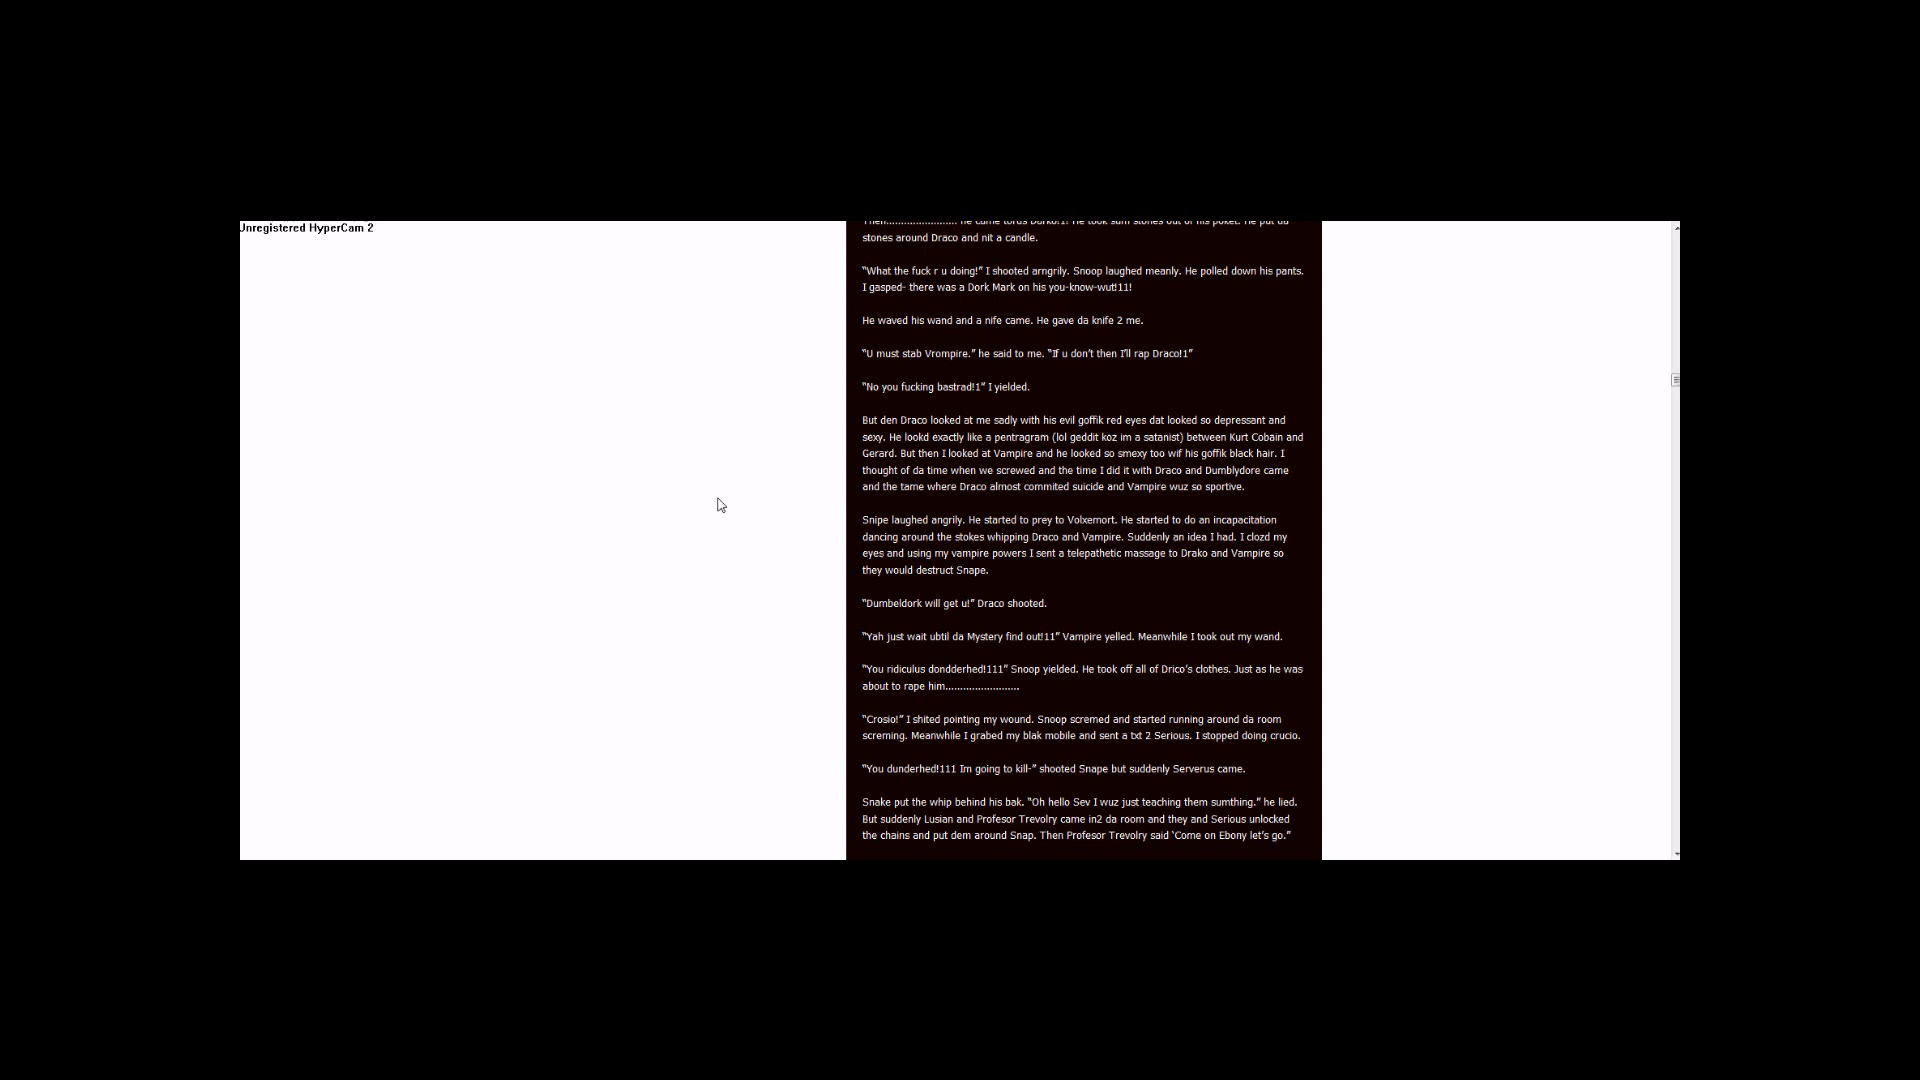 Unregistered HyperCam 2
Then........................ he came tords Darko!1! He took sum stones out of his poket. He put da
stones around Draco and nit a candle.
“What the fuck r u doing!” I shooted arngrily. Snoop laughed meanly. He polled down his pants.
I gasped- there was a Dork Mark on his you-know-wut!11!
He waved his wand and a nife came. He gave da knife 2 me.
“U must stab Vrompire.” he said to me. “If u don’t then I’ll rap Draco!1”
“No you fucking bastrad!1” I yielded.
But den Draco looked at me sadly with his evil goffik red eyes dat looked so depressant and
sexy. He lookd exactly like a pentragram (lol geddit koz im a satanist) between Kurt Cobain and
Gerard. But then I looked at Vampire and he looked so smexy too wif his goffik black hair. I
thought of da time when we screwed and the time I did it with Draco and Dumblydore came
and the tame where Draco almost commited suicide and Vampire wuz so sportive.
Snipe laughed angrily. He started to prey to Volxemort. He started to do an incapacitation
dancing around the stokes whipping Draco and Vampire. Suddenly an idea I had. I clozd my
eyes and using my vampire powers I sent a telepathetic massage to Drako and Vampire so
they would destruct Snape.
“Dumbeldork will get u!” Draco shooted.
“Yah just wait ubtil da Mystery find out!11” Vampire yelled. Meanwhile I took out my wand.
“You ridiculus dondderhed!111” Snoop yielded. He took off all of Drico’s clothes. Just as he was
about to rape him.........................
“Crosio!” I shited pointing my wound. Snoop scremed and started running around da room
screming. Meanwhile I grabed my blak mobile and sent a txt 2 Serious. I stopped doing crucio.
“You dunderhed!111 Im going to kill-” shooted Snape but suddenly Serverus came.
Snake put the whip behind his bak. “Oh hello Sev I wuz just teaching them sumthing.” he lied.
But suddenly Lusian and Profesor Trevolry came in2 da room and they and Serious unlocked
the chains and put dem around Snap. Then Profesor Trevolry said ‘Come on Ebony let’s go.”